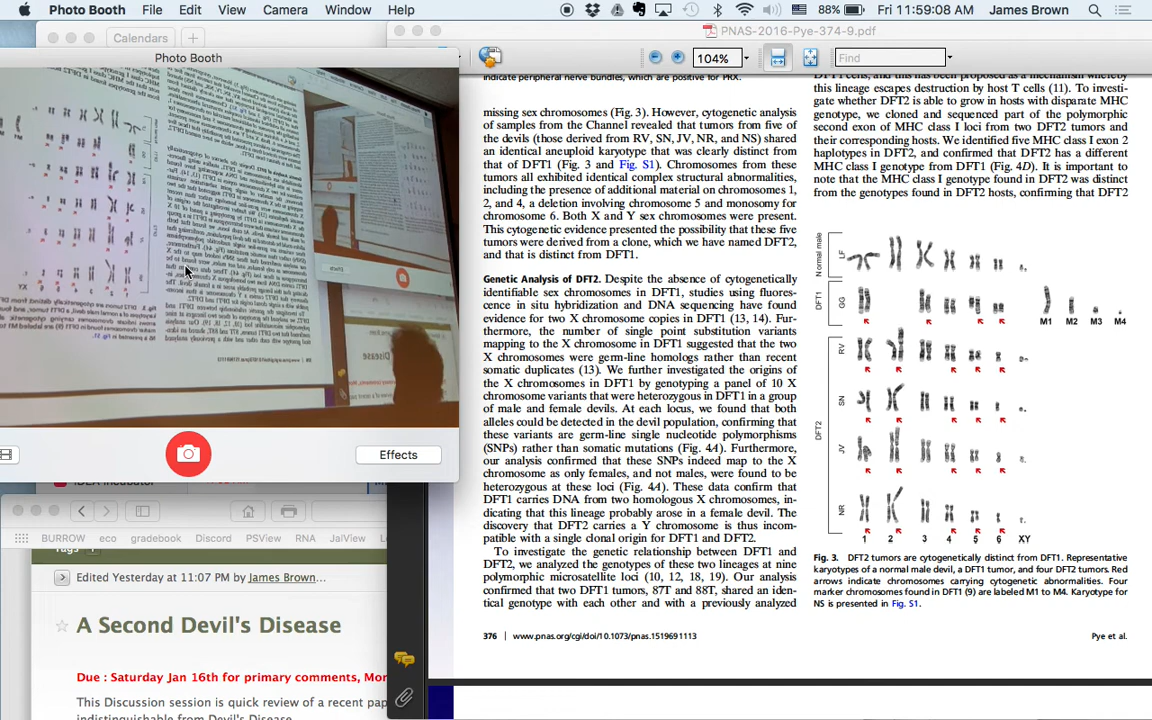 Photo Booth File Edit View Camera Window Help
88% Fri 11:59:08 AM James Brown
Calendars
Photo Booth
Effects
PNAS-2016-Pye-374-9.pdf
104%
Find
indicate peripheral nerve bundles, which are positive for PRX.
missing sex chromosomes (Fig. 3). However, cytogenetic analysis
of samples from the Channel revealed that tumors from five of
the devils (those derived from RV, SN, JV, NR, and NS) shared
an identical aneuploid karyotype that was clearly distinct from
that of DFT1 (Fig. 3 and Fig. S1). Chromosomes from these
tumors all exhibited identical complex structural abnormalities,
including the presence of additional material on chromosomes 1,
2, and 4, a deletion involving chromosome 5 and monosomy for
chromosome 6. Both X and Y sex chromosomes were present.
This cytogenetic evidence presented the possibility that these five
tumors were derived from a clone, which we have named DFT2,
and that is distinct from DFT1.
Genetic Analysis of DFT2. Despite the absence of cytogenetically
identifiable sex chromosomes in DFT1, studies using fluores-
cence in situ hybridization and DNA sequencing have found
evidence for two X chromosome copies in DFT1 (13, 14). Fur-
thermore, the number of single point substitution variants
mapping to the X chromosome in DFT1 suggested that the two
X chromosomes were germ-line homologs rather than recent
somatic duplicates (13). We further investigated the origins of
the X chromosomes in DFT1 by genotyping a panel of 10 X
chromosome variants that were heterozygous in DFT1 in a group
of male and female devils. At each locus, we found that both
alleles could be detected in the devil population, confirming that
these variants are germ-line single nucleotide polymorphisms
(SNPs) rather than somatic mutations (Fig. 4A). Furthermore,
our analysis confirmed that these SNPs indeed map to the X
chromosome as only females, and not males, were found to be
heterozygous at these loci (Fig. 4A). These data confirm that
DFT1 carries DNA from two homologous X chromosomes, in-
dicating that this lineage probably arose in a female devil. The
discovery that DFT2 carries a Y chromosome is thus incom-
patible with a single clonal origin for DFT1 and DFT2.
To investigate the genetic relationship between DFT1 and
DFT2, we analyzed the genotypes of these two lineages at nine
polymorphic microsatellite loci (10, 12, 18, 19). Our analysis
confirmed that two DFT1 tumors, 87T and 88T, shared an iden-
tical genotype with each other and with a previously analyzed
DFT2 cells, and this has been proposed as a mechanism whereby
this lineage escapes destruction by host T cells (11). To investi-
gate whether DFT2 is able to grow in hosts with disparate MHC
genotype, we cloned and sequenced part of the polymorphic
second exon of MHC class I loci from two DFT2 tumors and
their corresponding hosts. We identified five MHC class I exon 2
haplotypes in DFT2, and confirmed that DFT2 has a different
MHC class I genotype from DFT1 (Fig. 4D). It is important to
note that the MHC class I genotype found in DFT2 was distinct
from the genotypes found in DFT2 hosts, confirming that DFT2
Normal male
LF
DFT1
GG
M1 M2 M3 M4
DFT2
RV
SN
JV
NR
1 2 3 4 5 6 XY
Fig. 3. DFT2 tumors are cytogenetically distinct from DFT1. Representative
karyotypes of a normal male devil, a DFT1 tumor, and four DFT2 tumors. Red
arrows indicate chromosomes carrying cytogenetic abnormalities. Four
marker chromosomes found in DFT1 (9) are labeled M1 to M4. Karyotype for
NS is presented in Fig. S1.
376 | www.pnas.org/cgi/doi/10.1073/pnas.1519691113
Pye et al.
BURROW eco gradebook Discord PSView RNA JalView
Tags
Edited Yesterday at 11:07 PM by James Brown...
A Second Devil's Disease
Due : Saturday Jan 16th for primary comments, Mon
This Discussion session is quick review of a recent pap
indistinguishable from Devil's Disease.